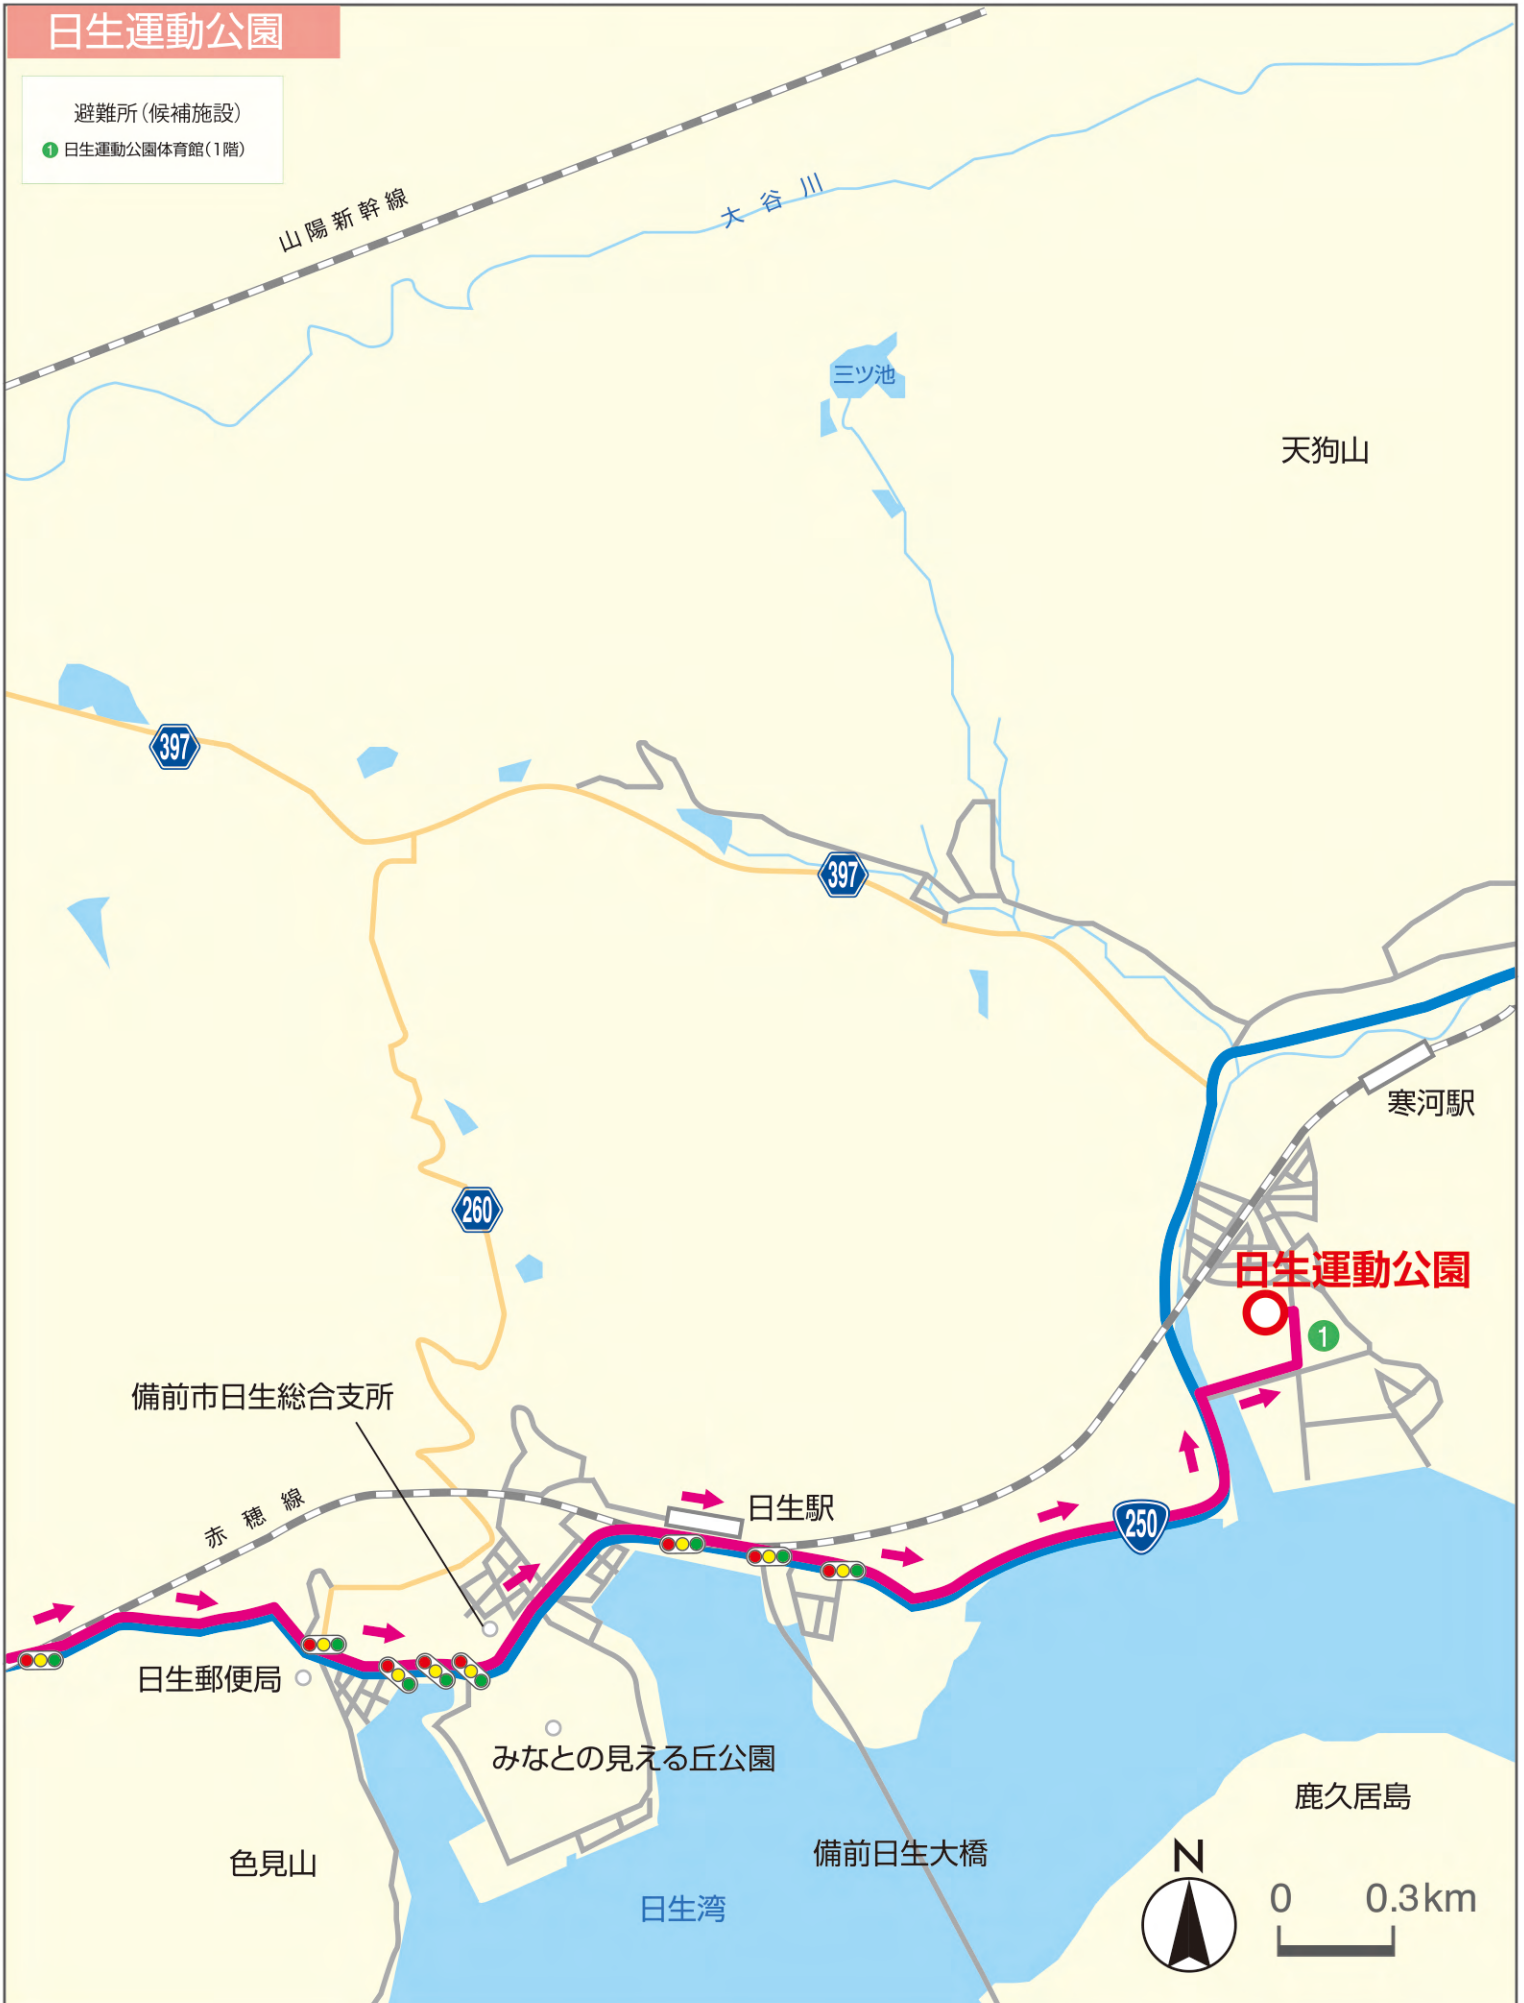 日生運動公園
避難所（候補施設）
1 日生運動公園体育館（1階）
山陽新幹線
大谷川
三ツ池
天狗山
397
397
寒河駅
260
日生運動公園
1
備前市日生総合支所
赤穂線
日生駅
250
日生郵便局
みなとの見える丘公園
鹿久居島
備前日生大橋
色見山
日生湾
N
0 0.3km